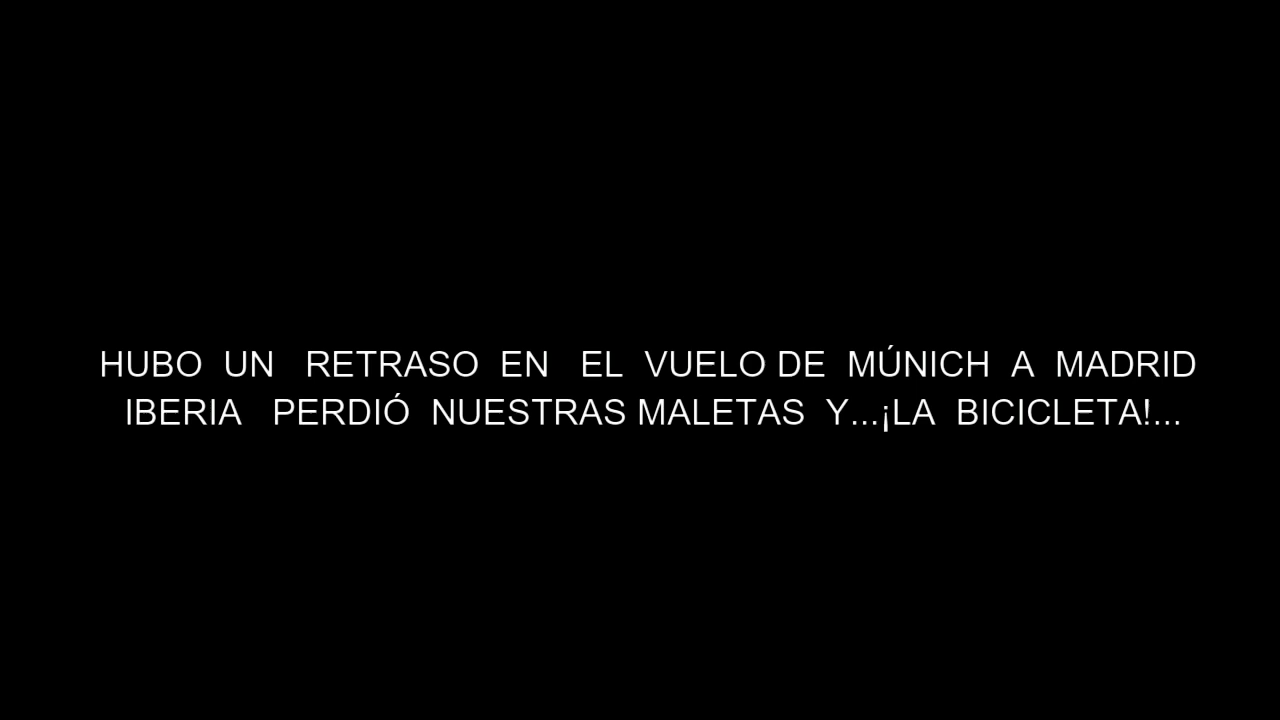 HUBO UN RETRASO EN EL VUELO DE MÚNICH A MADRID
IBERIA PERDIÓ NUESTRAS MALETAS Y...¡LA BICICLETA!...